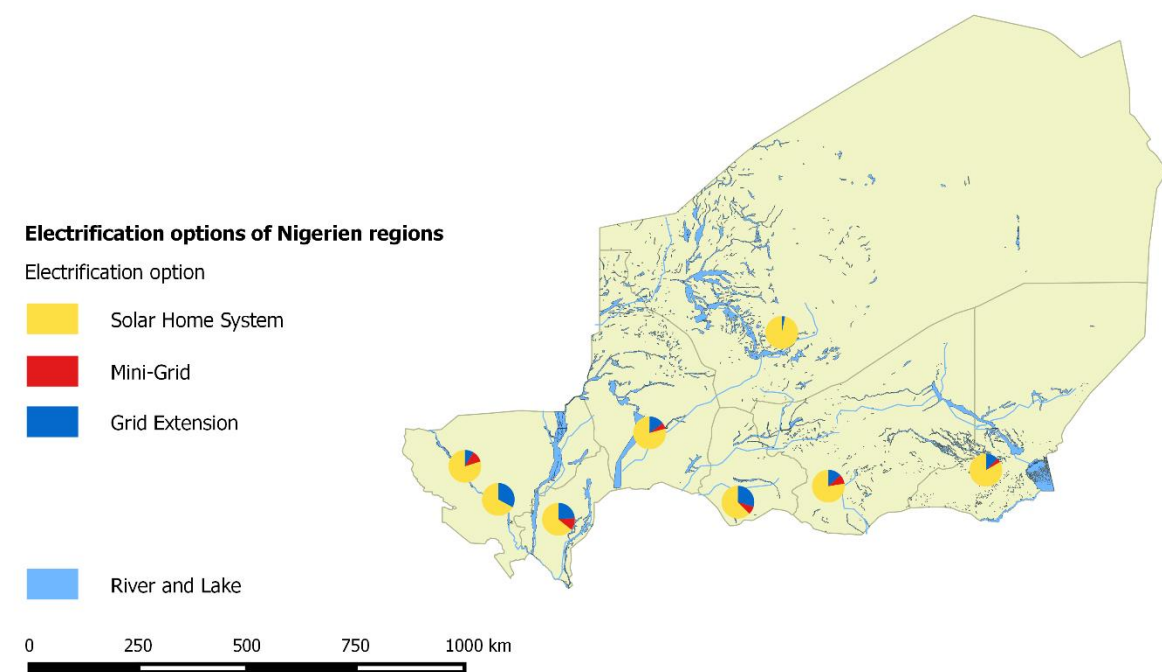 Electrification options of Nigerien regions
Electrification option
Solar Home System
Mini-Grid
Grid Extension
River and Lake
0 250 500 750 1000 km